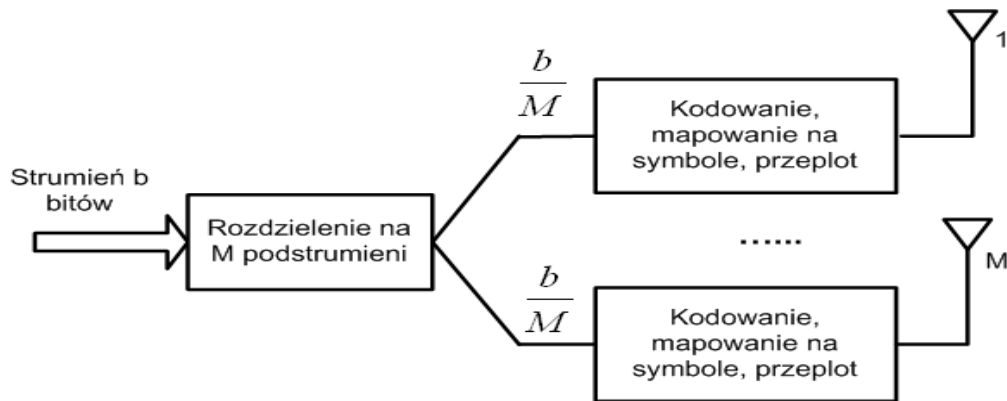 1
b
M
Kodowanie,
mapowanie na
symbole, przeplot
Strumień b
bitów
Rozdzielenie na
M podstrumieni
......
M
b
M
Kodowanie,
mapowanie na
symbole, przeplot